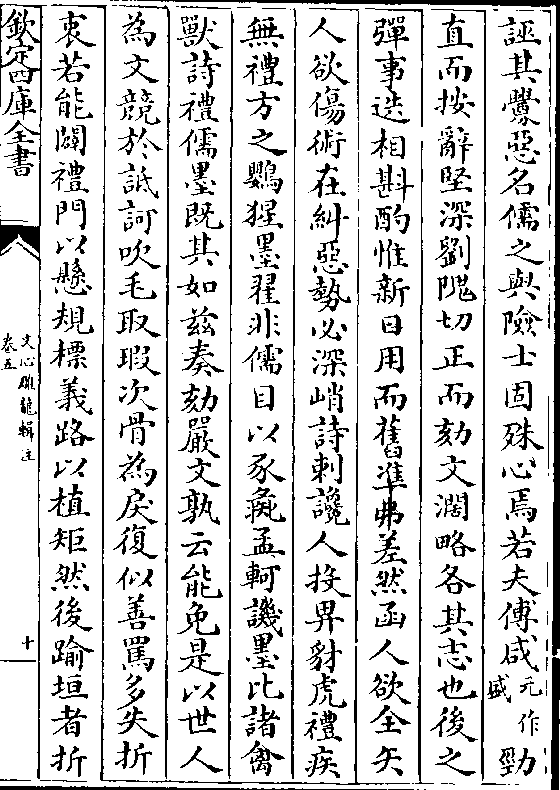 誣其釁惡名儒之與險士固殊心焉若夫傅咸元作盛勁
直而按辭堅深劉隗切正而劾文濶略各其志也後之
彈事迭相斟酌惟新日用而舊準弗差然函人欲全矢
人欲傷術在糾惡勢必深峭詩刺讒人投畀豺虎禮疾
無禮方之鸚猩墨翟非儒目以豕彘孟軻譏墨比諸禽
獸詩禮儒墨既其如兹奏劾嚴文孰云能免是以世人
為文競於詆訶吹毛取瑕次骨為戾復似善罵多失折
衷若能闢禮門以懸規標義路以植矩然後踰垣者折
欽定四庫全書
文心雕龍輯注
卷五
十